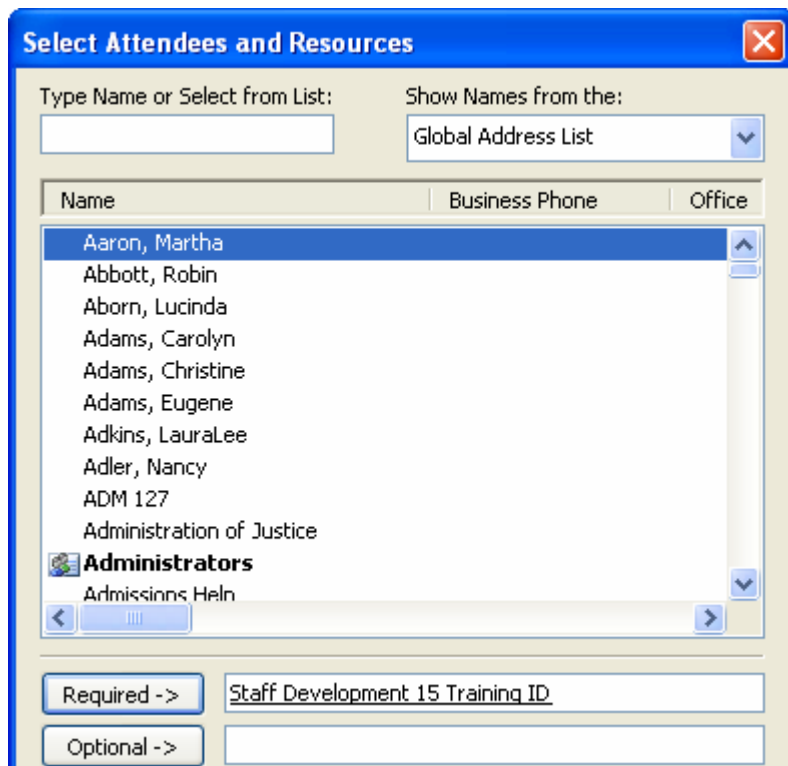 Select Attendees and Resources
Type Name or Select from List: Show Names from the:
Global Address List
Name Business Phone Office
Aaron, Martha
Abbott, Robin
Aborn, Lucinda
Adams, Carolyn
Adams, Christine
Adams, Eugene
Adkins, LauraLee
Adler, Nancy
ADM 127
Administration of Justice
Administrators
Admissions Help
Required -> Staff Development 15 Training ID
Optional ->